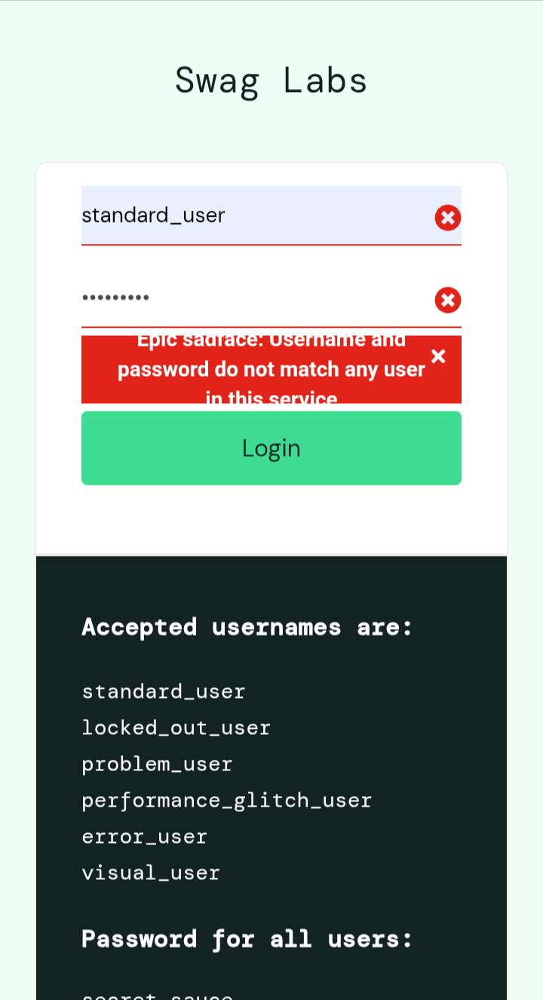 Swag Labs
standard_user
•••••••••
Epic sadface: Username and
password do not match any user
in this service
Login
Accepted usernames are:
standard_user
locked_out_user
problem_user
performance_glitch_user
error_user
visual_user
Password for all users:
secret_sauce